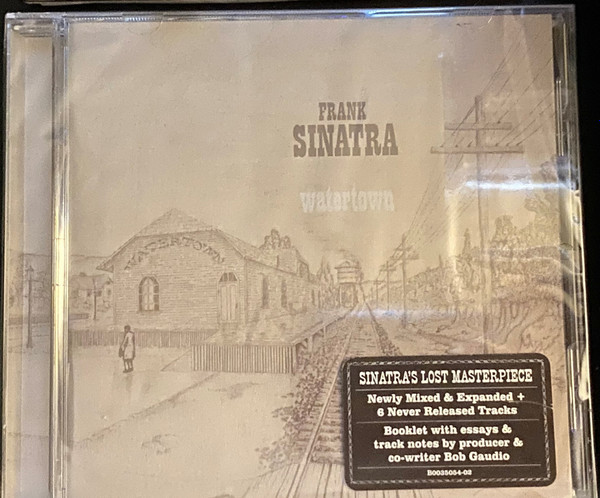 FRANK
SINATRA
watertown
WATERTOWN
SINATRA'S LOST MASTERPIECE
Newly Mixed & Expanded +
6 Never Released Tracks
Booklet with essays &
track notes by producer &
co-writer Bob Gaudio
B0035054-02